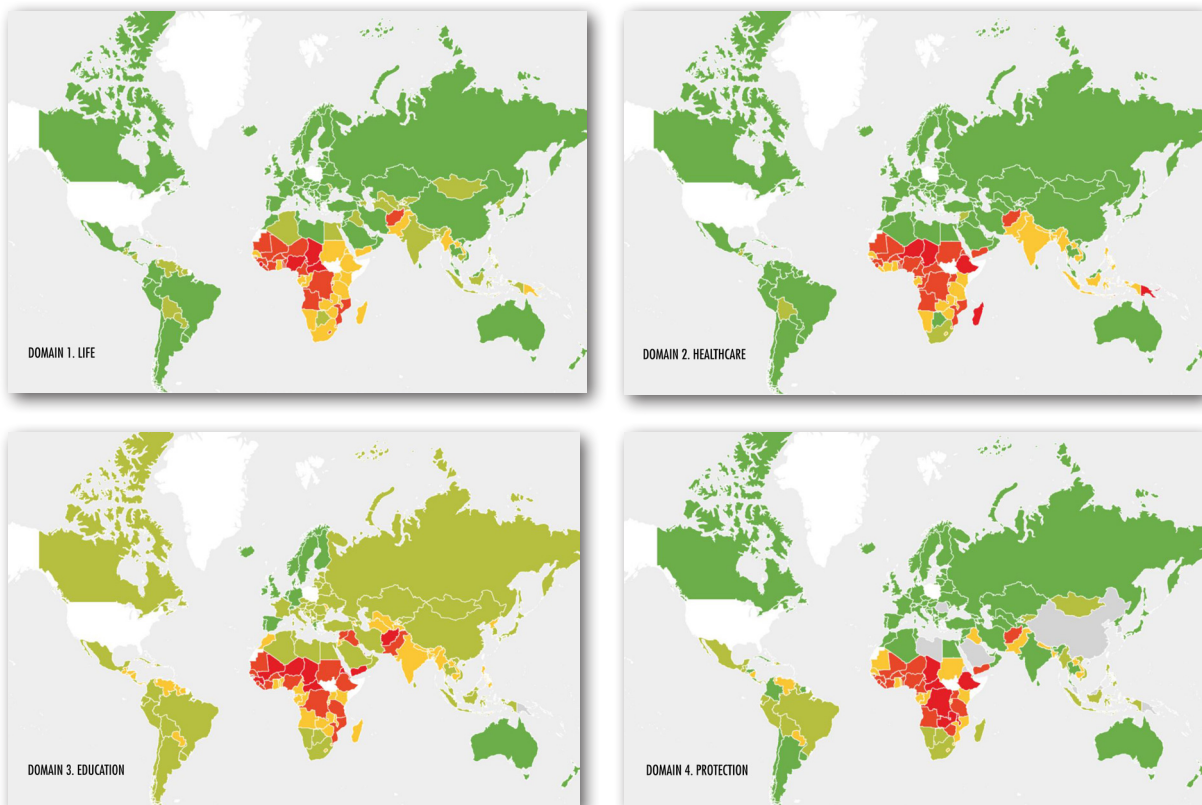 DOMAIN 1. LIFE
DOMAIN 2. HEALTHCARE
DOMAIN 3. EDUCATION
DOMAIN 4. PROTECTION